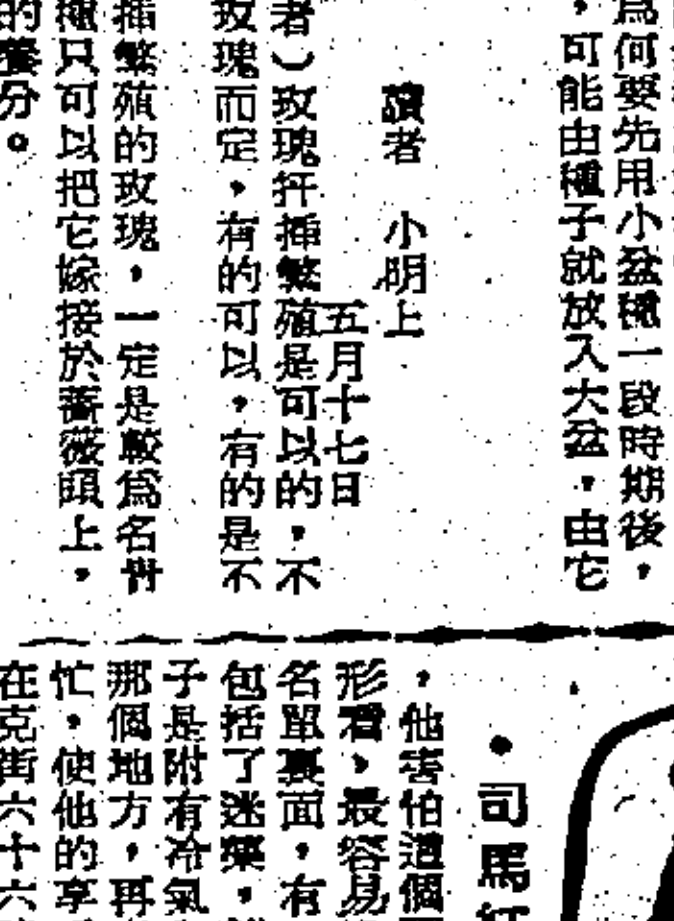 爲何要先用小盆種一段時期後，
，可能由種子就放入大盆，由它
讀者　小明上
五月十七日
者）玫瑰扦插繁殖是可以的，不
玫瑰而定，有的可以，有的是不
插繁殖的玫瑰，一定是較爲名貴
種只可以把它嫁接於薔薇頭上，
的養分。
・司馬
，他害怕這個
形看，最容易
名單裏面，有
包括了迷藥，
子是附有冷氣
那個地方，再
忙，使他的享
在克街六十六